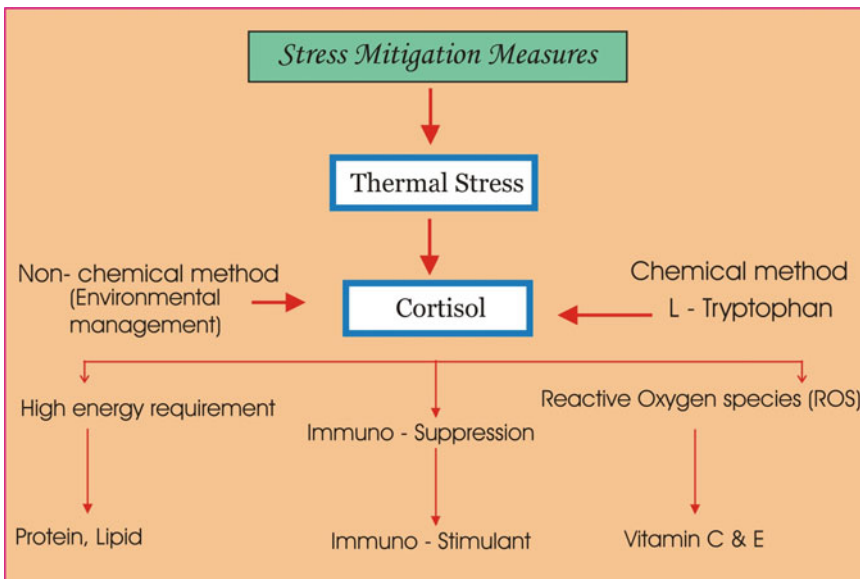 Stress Mitigation Measures
Thermal Stress
Non- chemical method
(Environmental
management)
Cortisol
Chemical method
L - Tryptophan
High energy requirement
Immuno - Suppression
Reactive Oxygen species (ROS)
Protein, Lipid
Immuno - Stimulant
Vitamin C & E